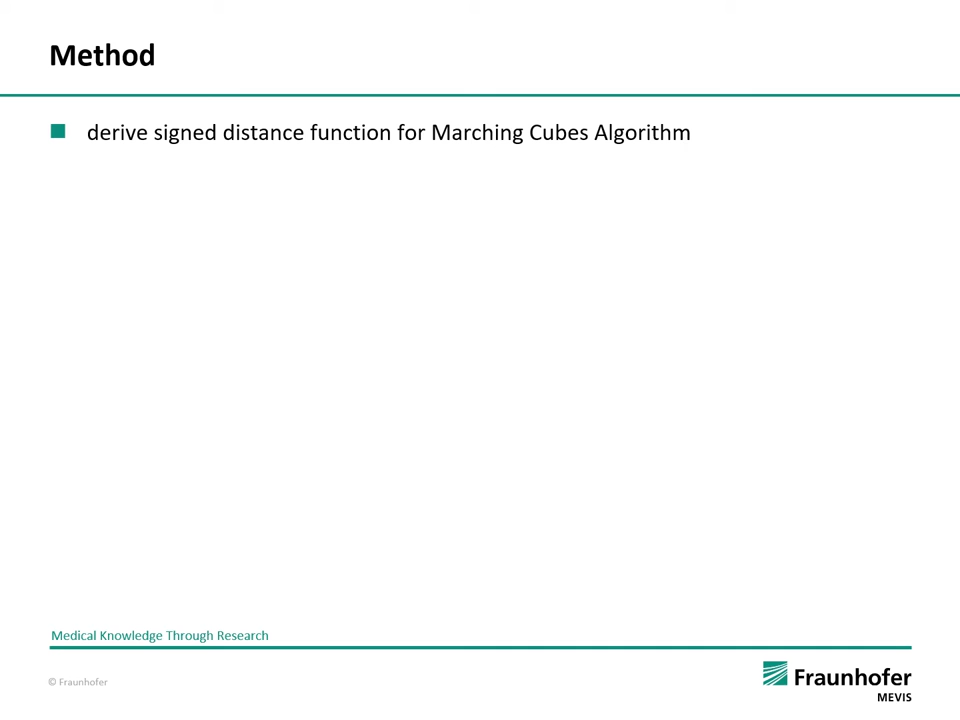 Method
derive signed distance function for Marching Cubes Algorithm
Medical Knowledge Through Research
© Fraunhofer
Fraunhofer
MEVIS